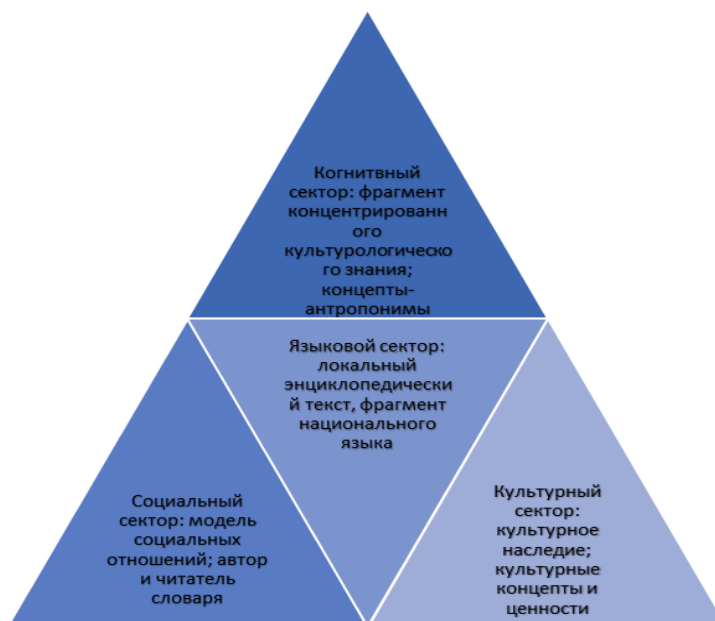 Когнитвный
сектор: фрагмент
концентрированн
ого
культурологическо
го знания;
концепты-
антропонимы
Языковой сектор:
локальный
энциклопедически
й текст, фрагмент
национального
языка
Социальный
сектор: модель
социальных
отношений; автор
и читатель
словаря
Культурный
сектор:
культурное
наследие;
культурные
концепты и
ценности